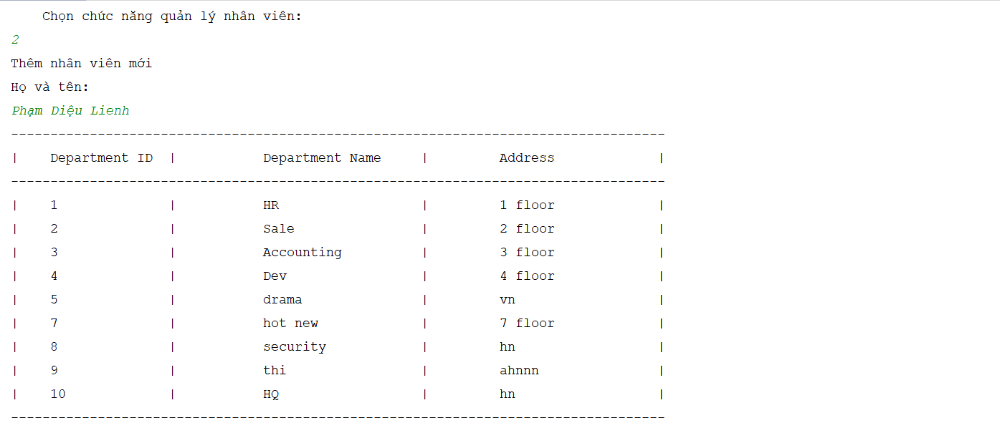 Chọn chức năng quản lý nhân viên:
2
Thêm nhân viên mới
Họ và tên:
Phạm Diệu Lienh
-----------------------------------------------------------------------------------
| Department ID | Department Name | Address |
-----------------------------------------------------------------------------------
| 1 | HR | 1 floor |
| 2 | Sale | 2 floor |
| 3 | Accounting | 3 floor |
| 4 | Dev | 4 floor |
| 5 | drama | vn |
| 7 | hot new | 7 floor |
| 8 | security | hn |
| 9 | thi | ahnnn |
| 10 | HQ | hn |
-----------------------------------------------------------------------------------